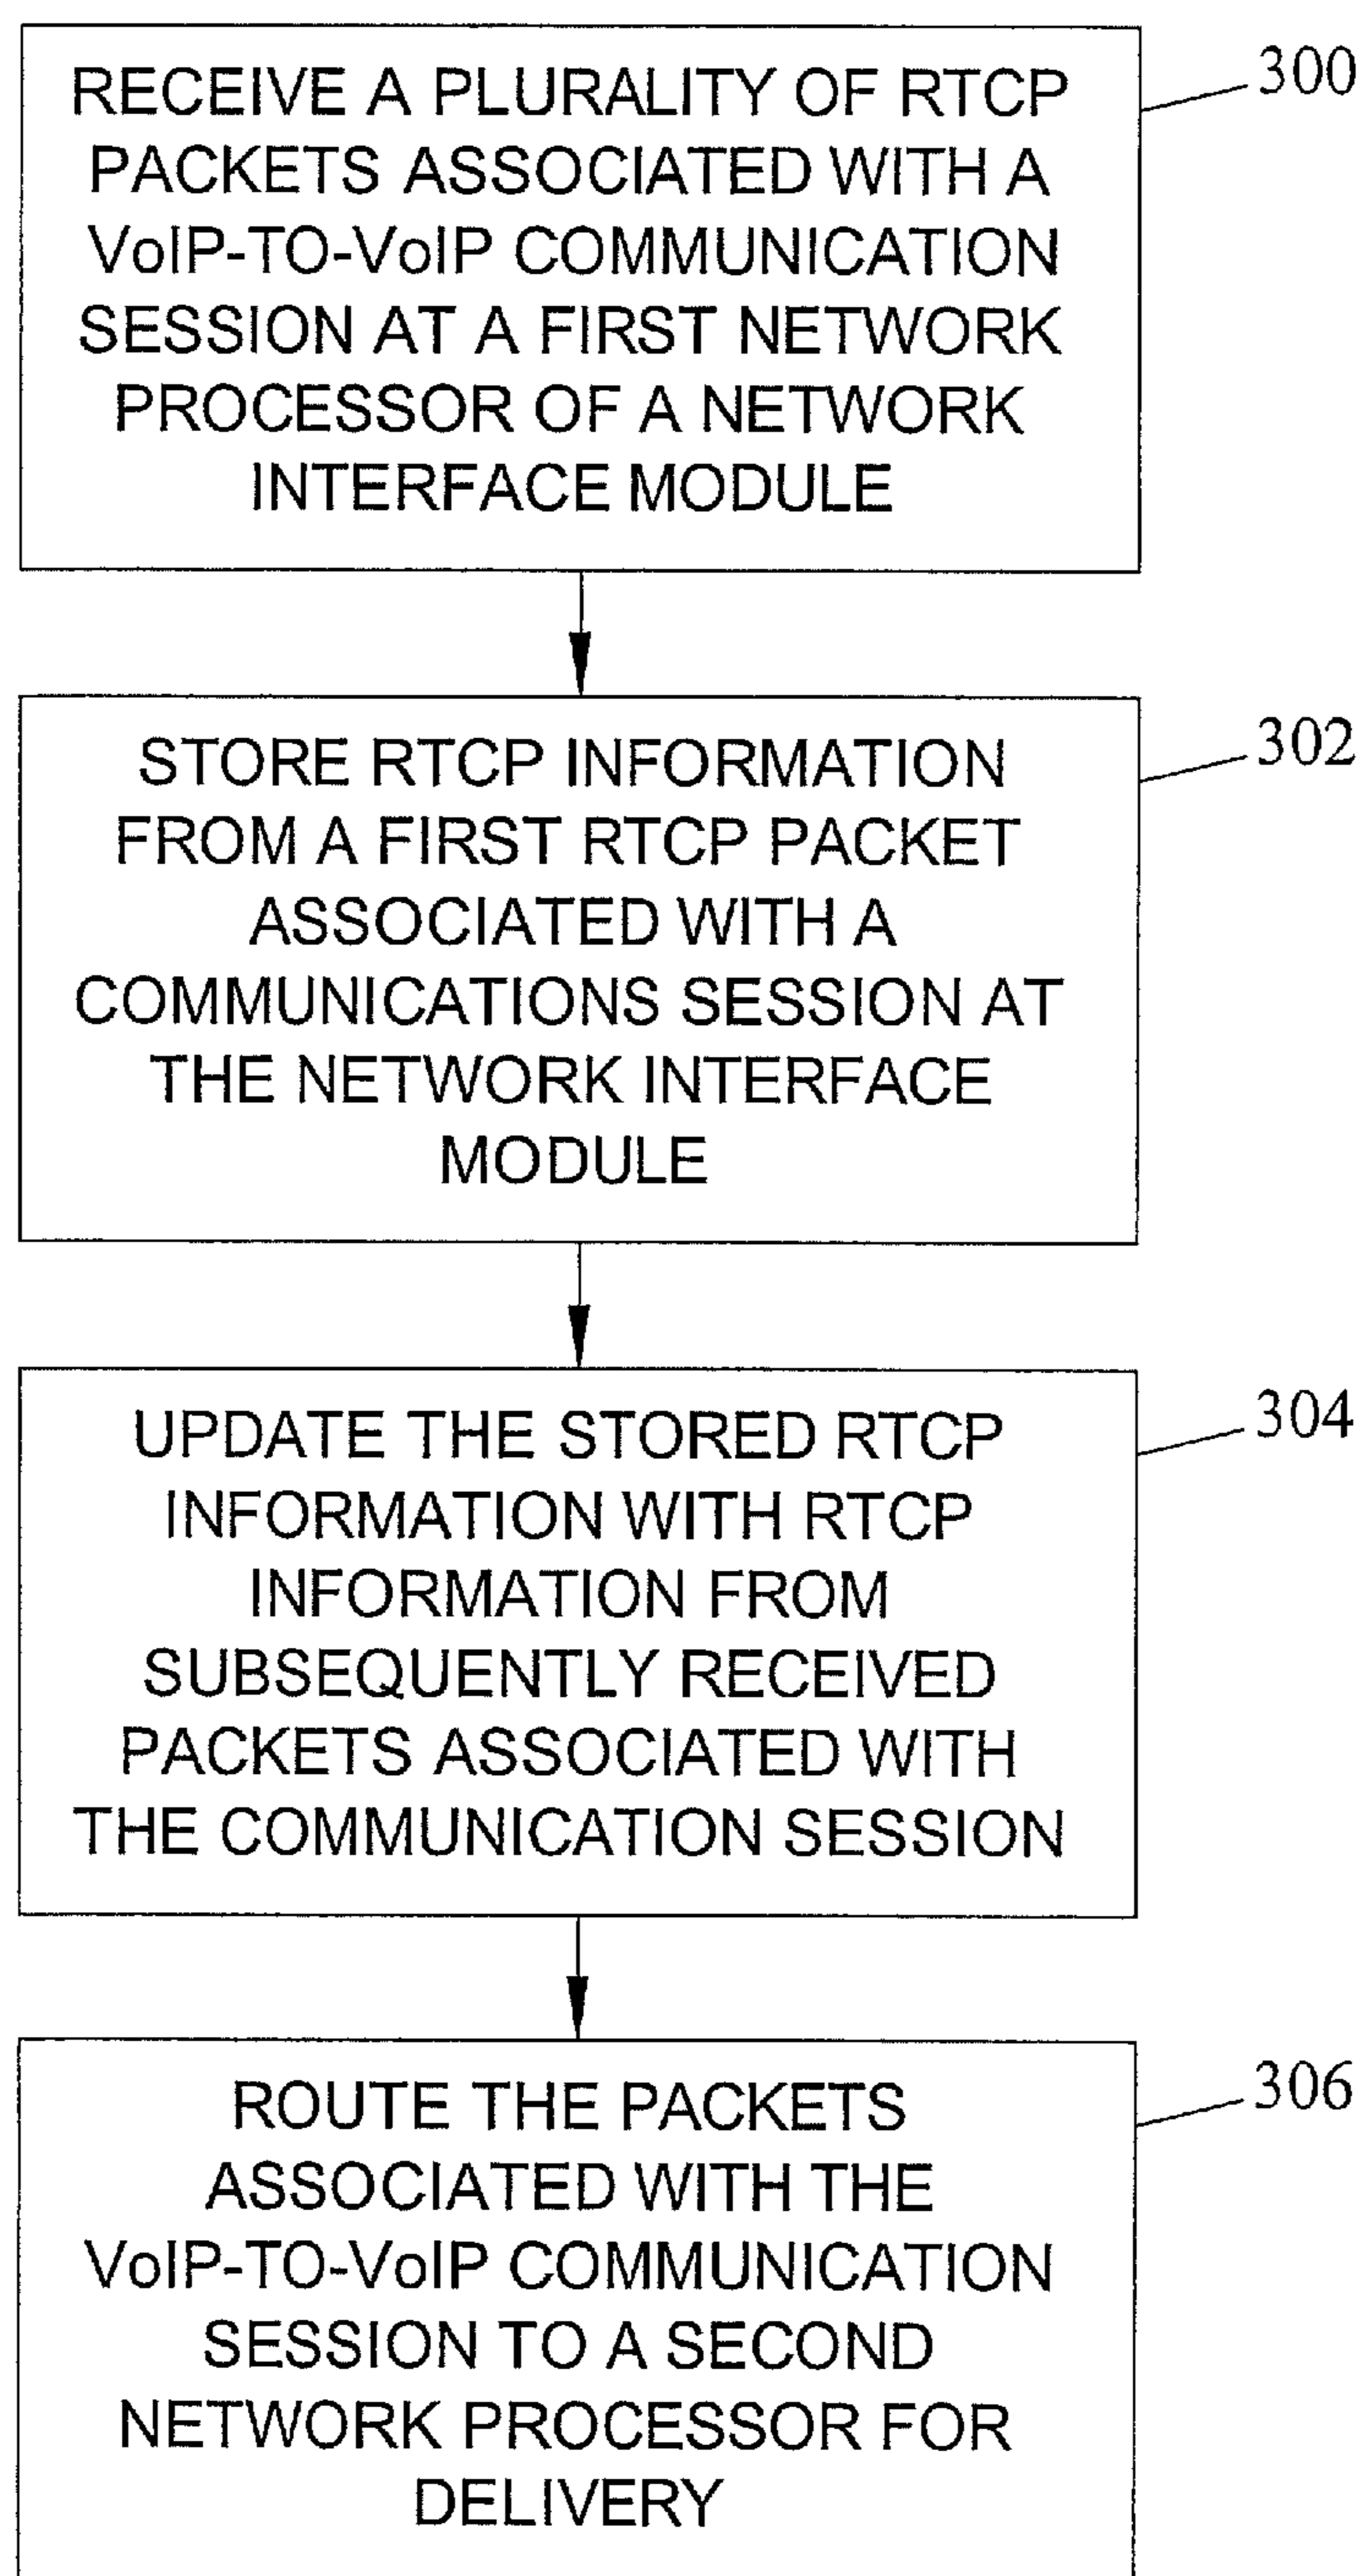 RECEIVE A PLURALITY OF RTCP
PACKETS ASSOCIATED WITH A
VoIP-TO-VoIP COMMUNICATION
SESSION AT A FIRST NETWORK
PROCESSOR OF A NETWORK
INTERFACE MODULE
300
STORE RTCP INFORMATION
FROM A FIRST RTCP PACKET
ASSOCIATED WITH A
COMMUNICATIONS SESSION AT
THE NETWORK INTERFACE
MODULE
302
UPDATE THE STORED RTCP
INFORMATION WITH RTCP
INFORMATION FROM
SUBSEQUENTLY RECEIVED
PACKETS ASSOCIATED WITH
THE COMMUNICATION SESSION
304
ROUTE THE PACKETS
ASSOCIATED WITH THE
VoIP-TO-VoIP COMMUNICATION
SESSION TO A SECOND
NETWORK PROCESSOR FOR
DELIVERY
306